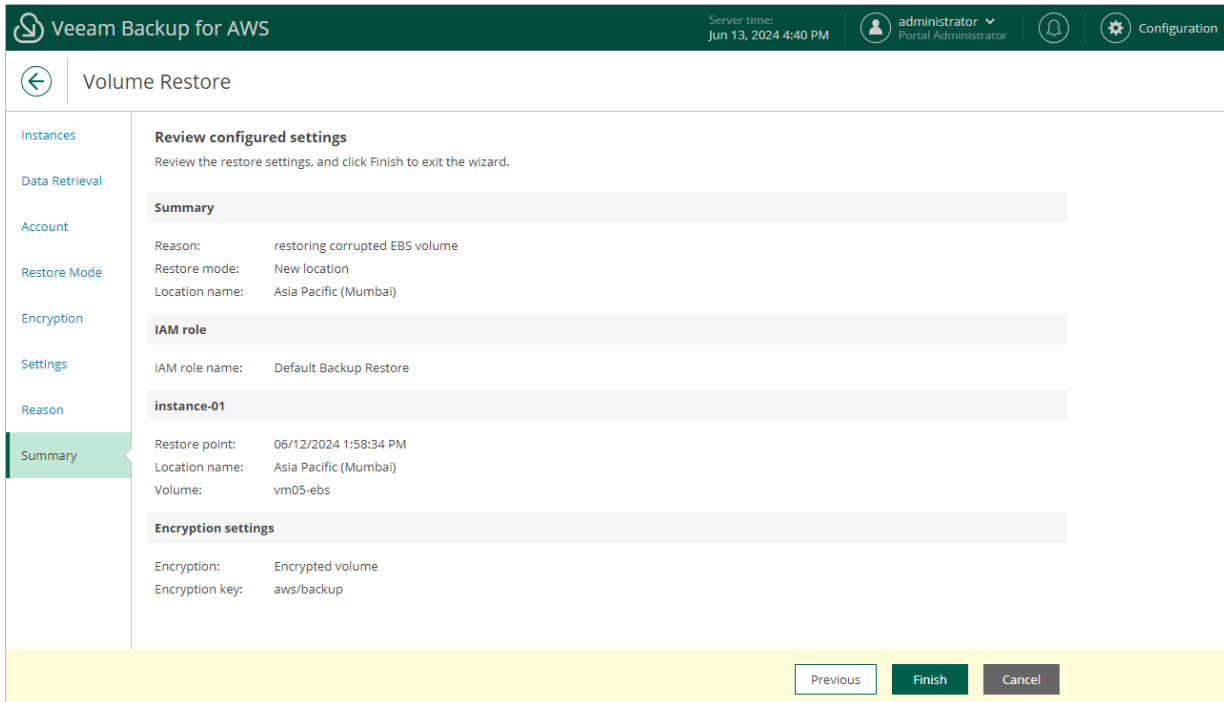 Veeam Backup for AWS
Server time:
Jun 13, 2024 4:40 PM
administrator
Portal Administrator
Configuration
Volume Restore
Instances
Data Retrieval
Account
Restore Mode
Encryption
Settings
Reason
Summary
Review configured settings
Review the restore settings, and click Finish to exit the wizard.
Summary
Reason: restoring corrupted EBS volume
Restore mode: New location
Location name: Asia Pacific (Mumbai)
IAM role
IAM role name: Default Backup Restore
instance-01
Restore point: 06/12/2024 1:58:34 PM
Location name: Asia Pacific (Mumbai)
Volume: vm05-ebs
Encryption settings
Encryption: Encrypted volume
Encryption key: aws/backup
Previous Finish Cancel